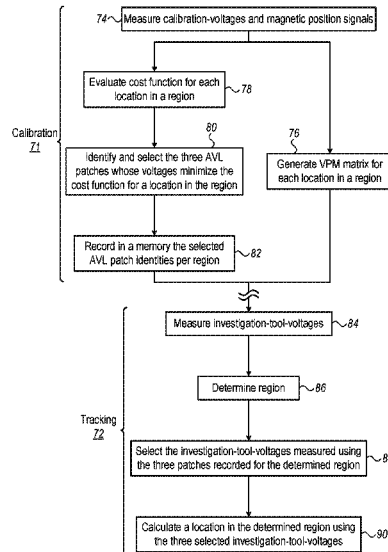 74
Measure calibration-voltages and magnetic position signals
Evaluate cost function for each
location in a region
78
Calibration
71
80
Identify and select the three AVL
patches whose voltages minimize the
cost function for a location in the region
76
Generate VPM matrix for
each location in a region
Record in a memory the selected
AVL patch identities per region
82
Measure investigation-tool-voltages
84
Determine region
86
Tracking
72
Select the investigation-tool-voltages measured using
the three patches recorded for the determined region
8
Calculate a location in the determined region using
the three selected investigation-tool-voltages
90